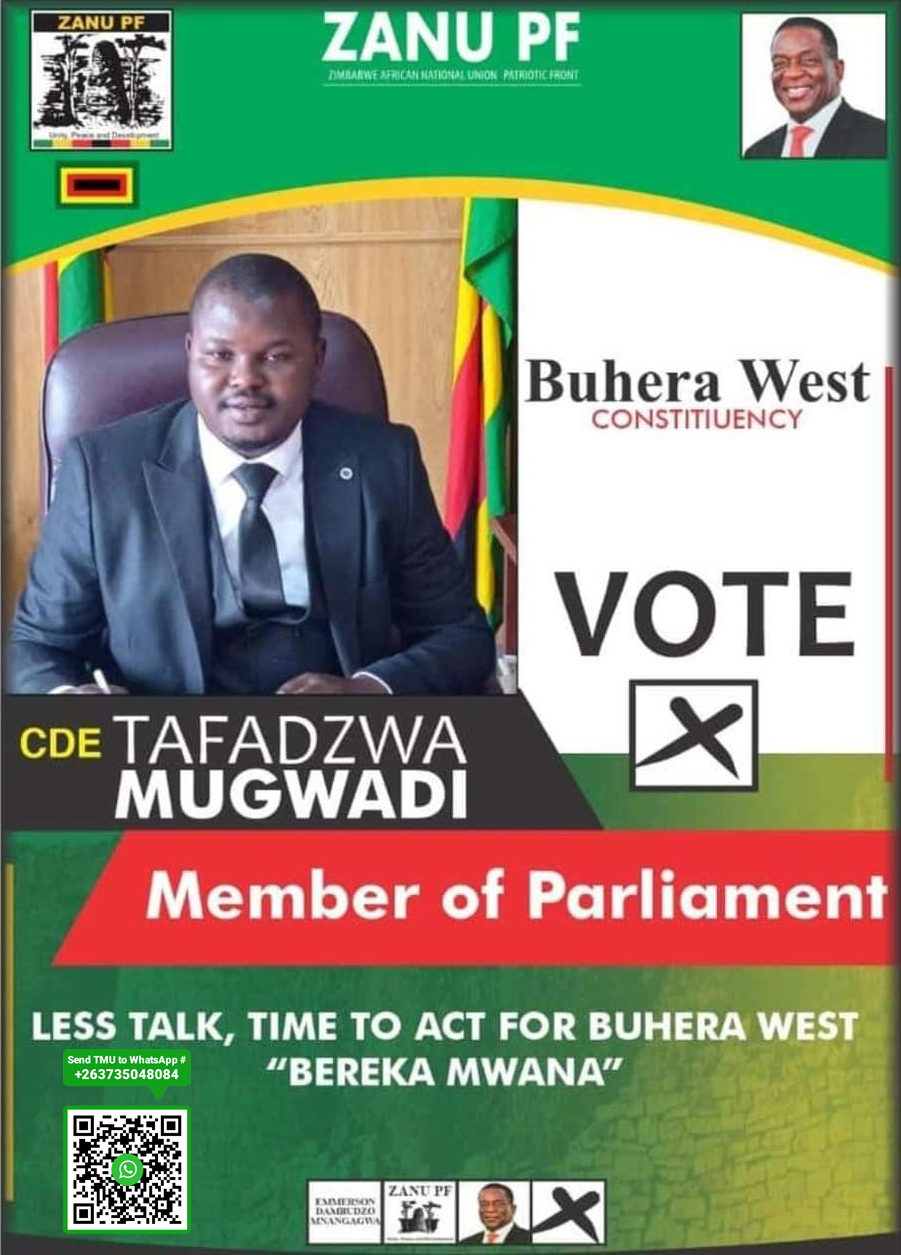 ZANU PF
Unity, Peace and Development
ZANU PF
ZIMBABWE AFRICAN NATIONAL UNION PATRIOTIC FRONT
Buhera West
CONSTITIUENCY
VOTE
CDE TAFADZWA
MUGWADI
Member of Parliament
LESS TALK, TIME TO ACT FOR BUHERA WEST
“BEREKA MWANA”
Send TMU to WhatsApp #
+263735048084
EMMERSON
DAMBUDZO
MNANGAGWA
ZANU PF